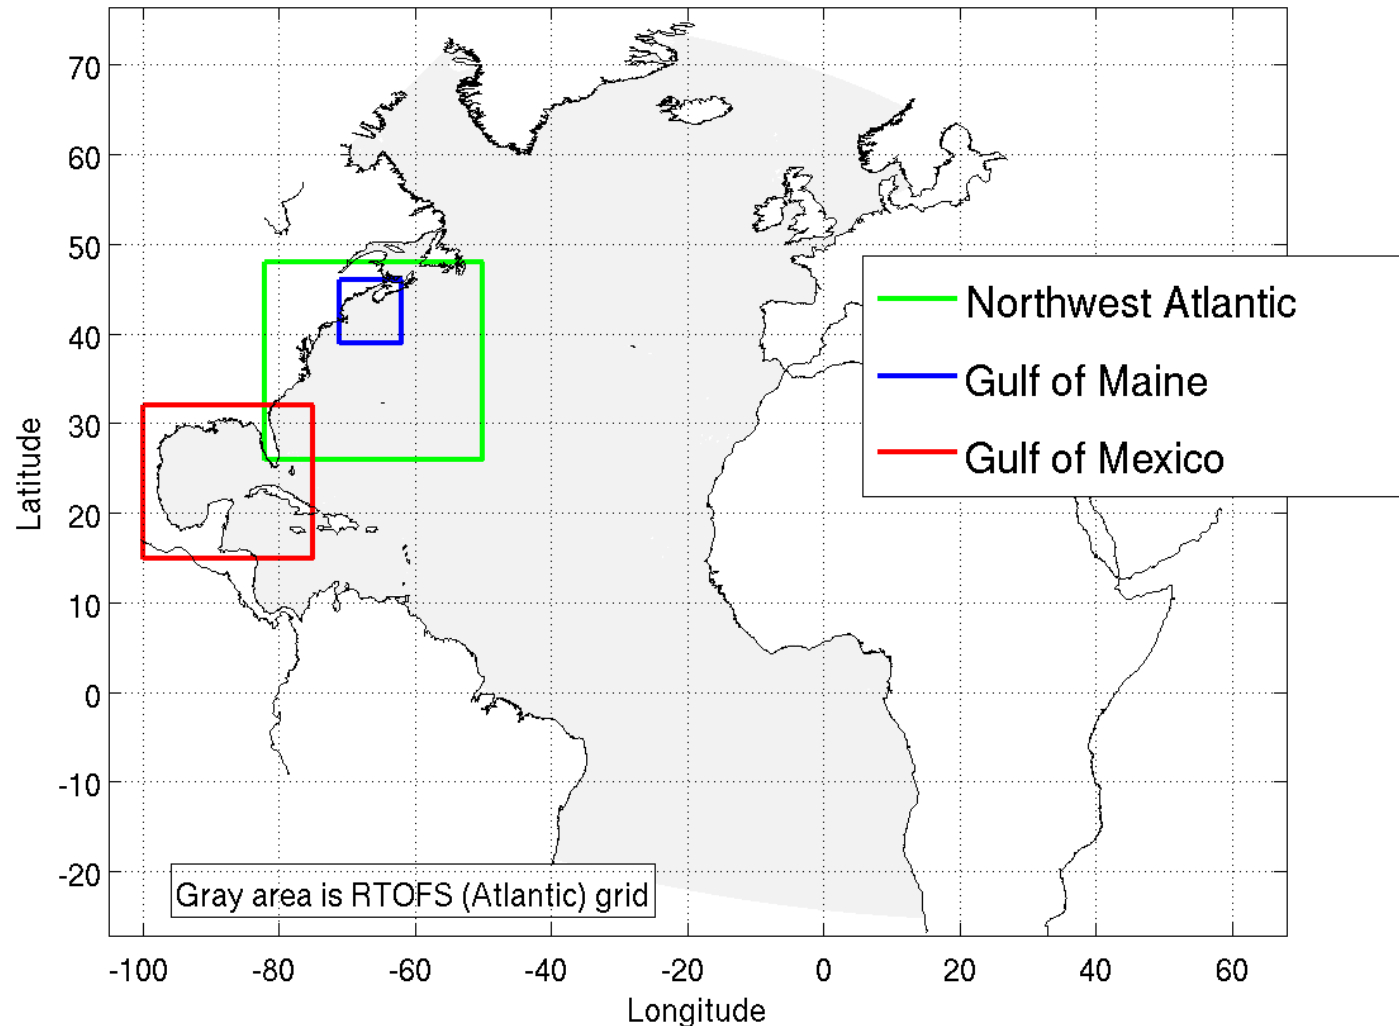 70
60
50
40
30
20
10
0
-10
-20
Latitude
Northwest Atlantic
Gulf of Maine
Gulf of Mexico
Gray area is RTOFS (Atlantic) grid
-100 -80 -60 -40 -20 0 20 40 60
Longitude